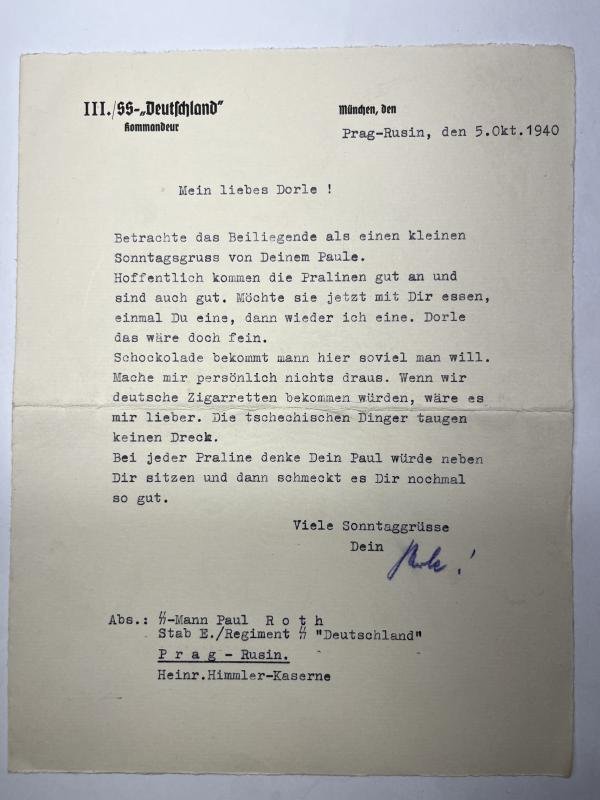 III./SS-„Deutschland"
Kommandeur
München, den
Prag-Rusin, den 5.Okt.1940
Mein liebes Dorle !
Betrachte das Beiliegende als einen kleinen
Sonntagsgruss von Deinem Paule.
Hoffentlich kommen die Pralinen gut an und
sind auch gut. Möchte sie jetzt mit Dir essen,
einmal Du eine, dann wieder ich eine. Dorle
das wäre doch fein.
Schockolade bekommt mann hier soviel man will.
Mache mir persönlich nichts draus. Wenn wir
deutsche Zigarretten bekommen würden, wäre es
mir lieber. Die tschechischen Dinger taugen
keinen Dreck.
Bei jeder Praline denke Dein Paul würde neben
Dir sitzen und dann schmeckt es Dir nochmal
so gut.
Viele Sonntaggrüsse
Dein Paule!
Abs.: SS-Mann Paul R o t h
Stab E./Regiment SS "Deutschland"
P r a g - Rusin.
Heinr.Himmler-Kaserne